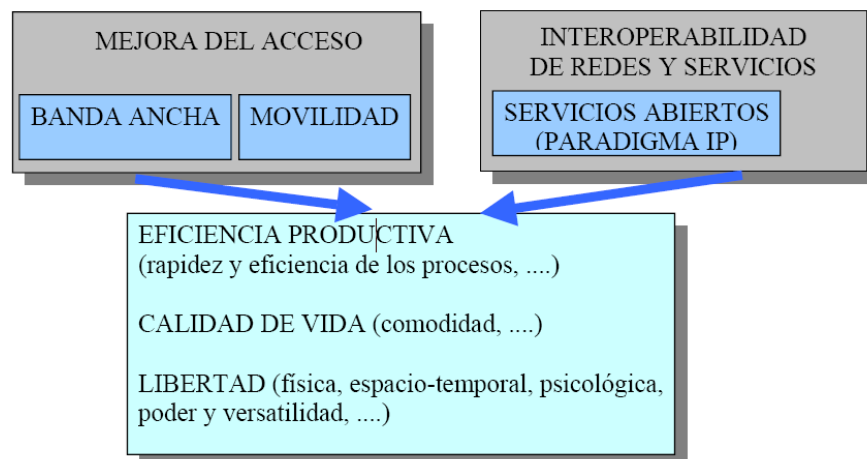 MEJORA DEL ACCESO
BANDA ANCHA
MOVILIDAD
INTEROPERABILIDAD
DE REDES Y SERVICIOS
SERVICIOS ABIERTOS
(PARADIGMA IP)
EFICIENCIA PRODUCTIVA
(rapidez y eficiencia de los procesos, ....)
CALIDAD DE VIDA (comodidad, ....)
LIBERTAD (física, espacio-temporal, psicológica,
poder y versatilidad, ....)